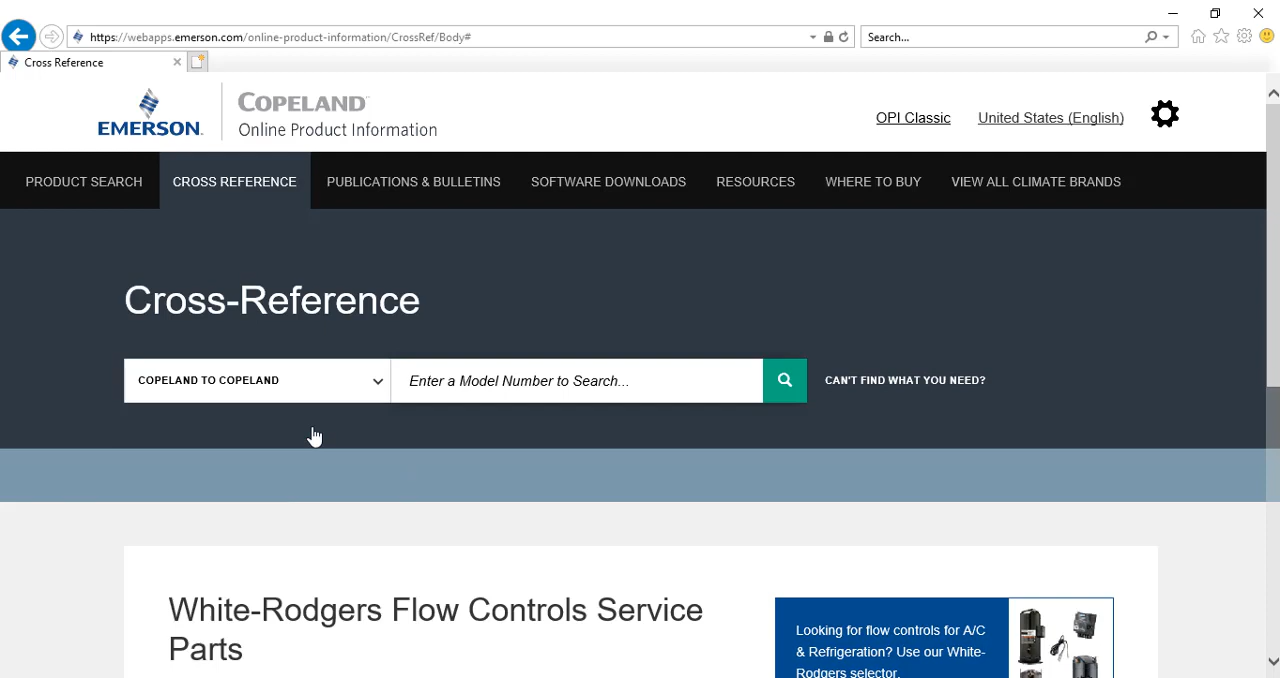 https://webapps.emerson.com/online-product-information/CrossRef/Body#
Search...
Cross Reference
EMERSON.
COPELAND™
Online Product Information
OPI Classic
United States (English)
PRODUCT SEARCH
CROSS REFERENCE
PUBLICATIONS & BULLETINS
SOFTWARE DOWNLOADS
RESOURCES
WHERE TO BUY
VIEW ALL CLIMATE BRANDS
Cross-Reference
COPELAND TO COPELAND
Enter a Model Number to Search...
CAN'T FIND WHAT YOU NEED?
White-Rodgers Flow Controls Service
Parts
Looking for flow controls for A/C
& Refrigeration? Use our White-
Rodgers selector.